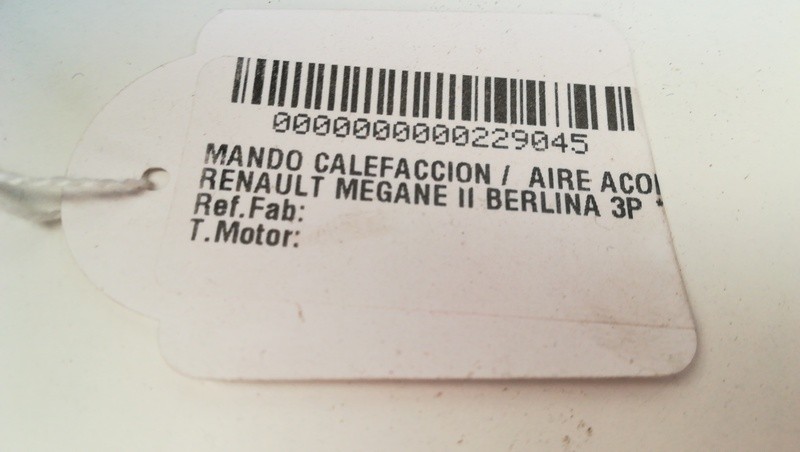 0000000000229045
MANDO CALEFACCION / AIRE ACO
RENAULT MEGANE II BERLINA 3P
Ref.Fab:
T.Motor: